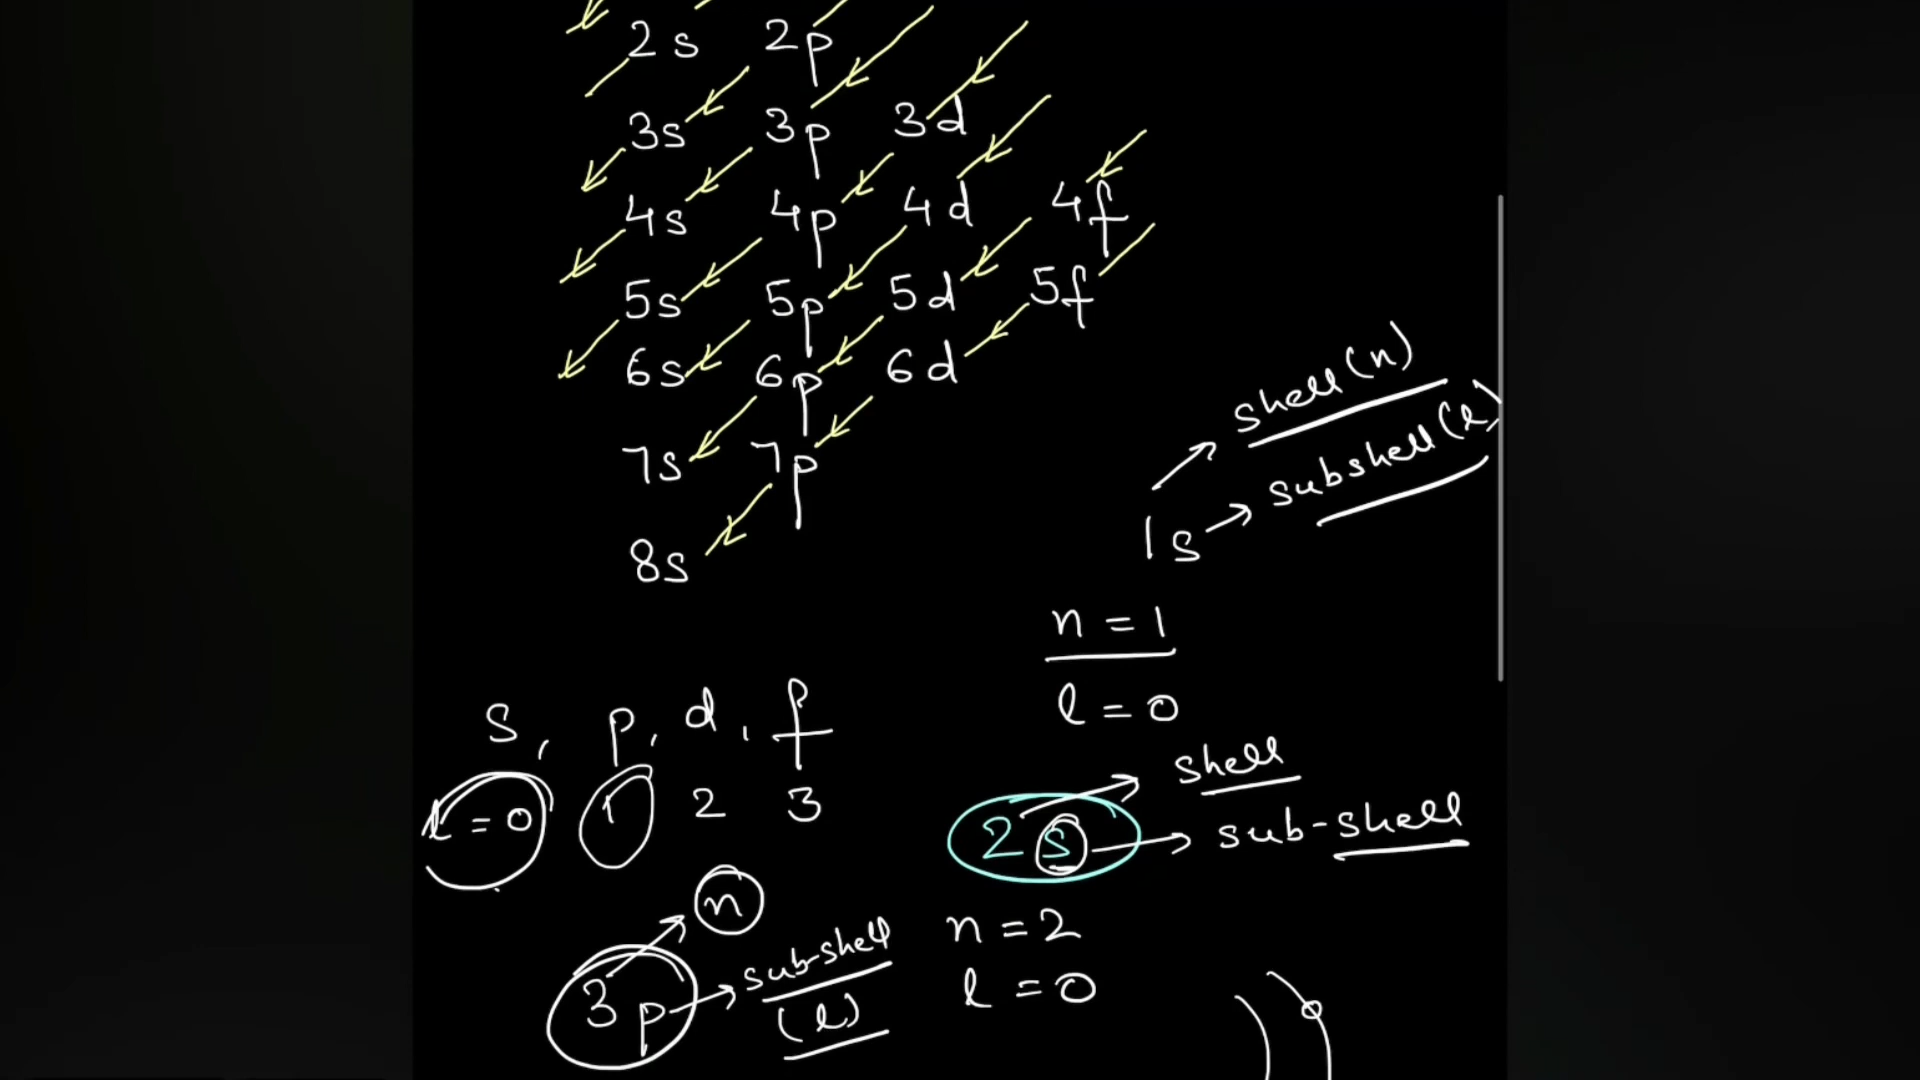 2s 2p
3s 3p 3d
4s 4p 4d 4f
5s 5p 5d 5f
6s 6p 6d
7s 7p
8s
shell (n)
subshell (l)
1s
n = 1
l = 0
s, p, d, f
l = 0 1 2 3
shell
2s sub-shell
n = 2
l = 0
n
3p sub-shell
(l)